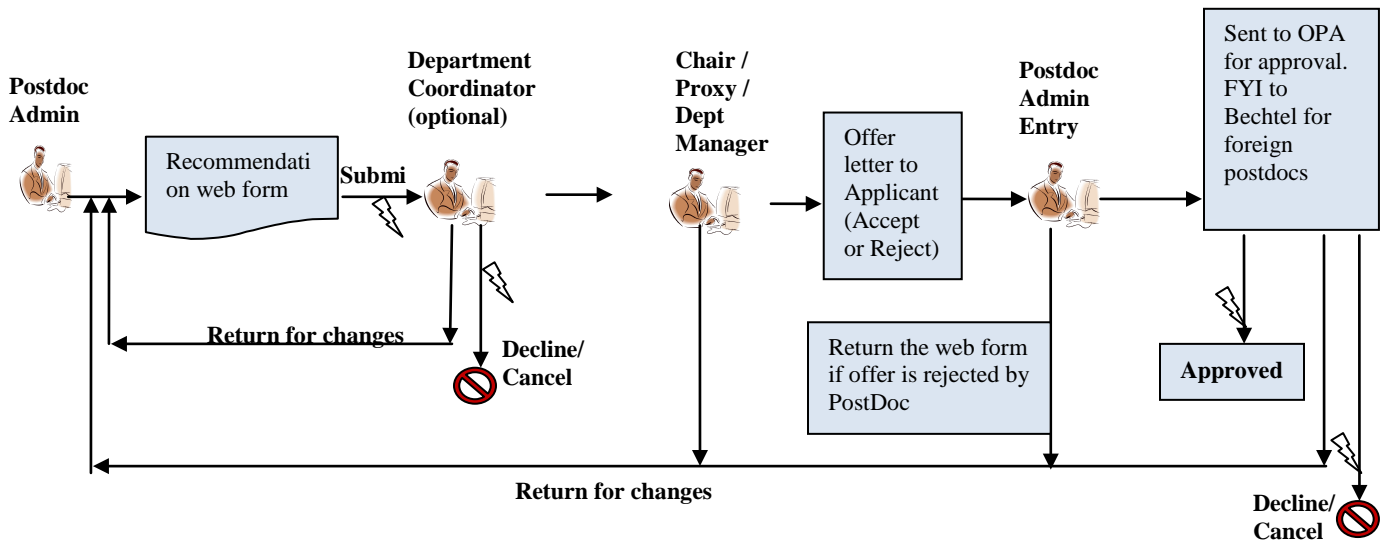 Postdoc
Admin
Recommendati
on web form
Submi
Department
Coordinator
(optional)
Chair /
Proxy /
Dept
Manager
Offer
letter to
Applicant
(Accept
or Reject)
Postdoc
Admin
Entry
Sent to OPA
for approval.
FYI to
Bechtel for
foreign
postdocs
Return for changes
Decline/
Cancel
Return the web form
if offer is rejected by
PostDoc
Approved
Return for changes
Decline/
Cancel